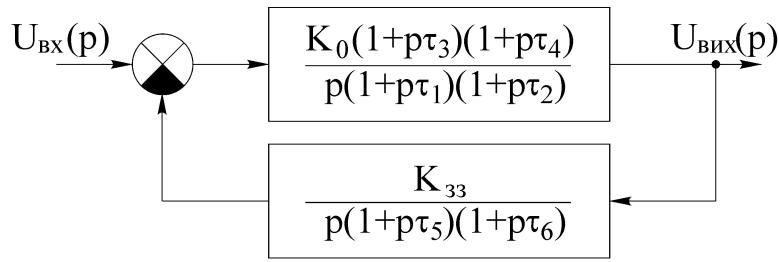 Uвх(p)
K₀(1+pτ₃)(1+pτ₄)
p(1+pτ₁)(1+pτ₂)
Uвих(p)
Kзз
p(1+pτ₅)(1+pτ₆)